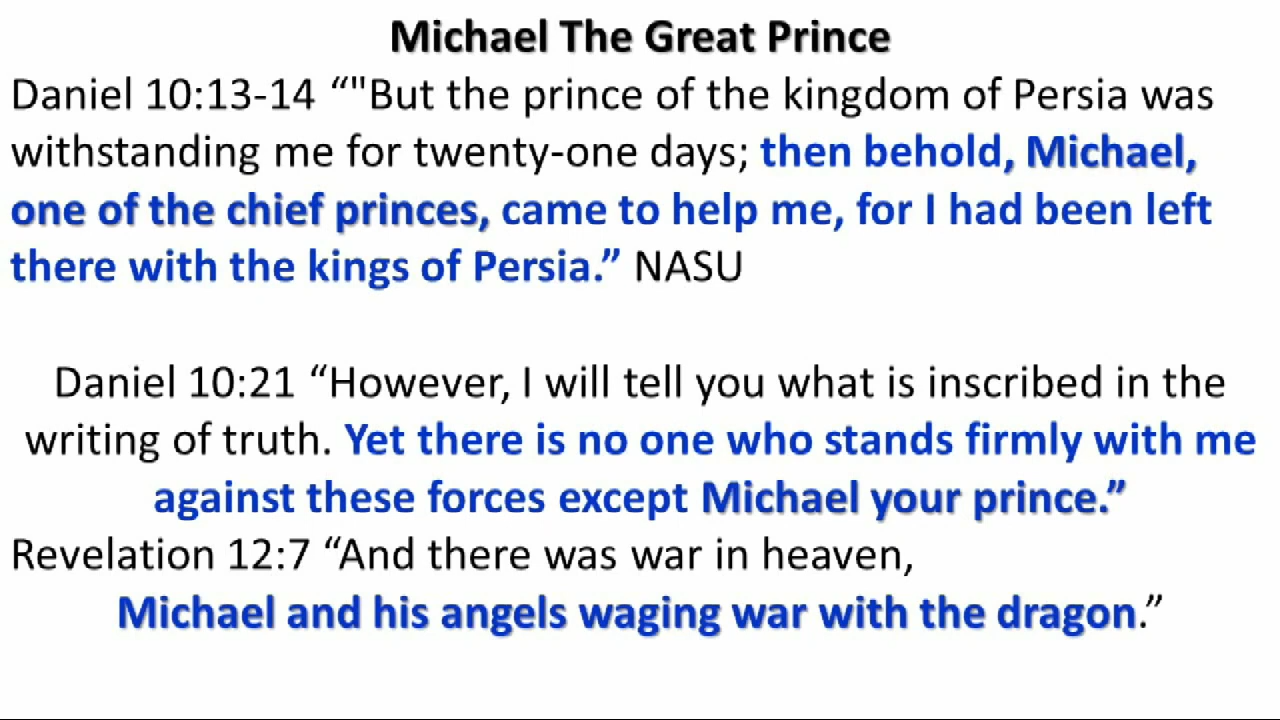 Michael The Great Prince
Daniel 10:13-14 “"But the prince of the kingdom of Persia was
withstanding me for twenty-one days; then behold, Michael,
one of the chief princes, came to help me, for I had been left
there with the kings of Persia.” NASU
Daniel 10:21 “However, I will tell you what is inscribed in the
writing of truth. Yet there is no one who stands firmly with me
against these forces except Michael your prince.”
Revelation 12:7 “And there was war in heaven,
Michael and his angels waging war with the dragon.”